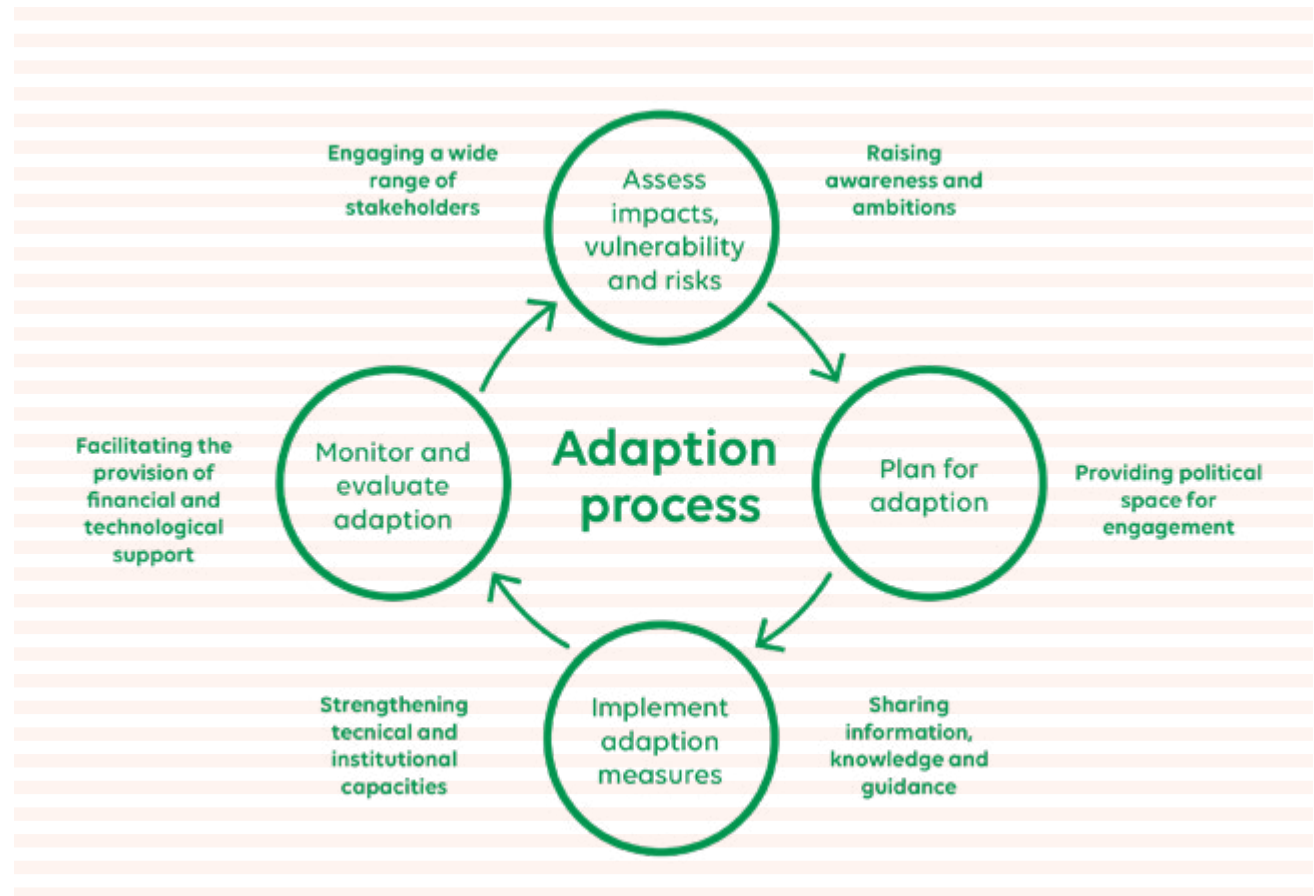 Engaging a wide
range of
stakeholders
Assess
impacts,
vulnerability
and risks
Raising
awareness and
ambitions
Facilitating the
provision of
financial and
technological
support
Monitor and
evaluate
adaption
Adaption
process
Plan for
adaption
Providing political
space for
engagement
Strengthening
tecnical and
institutional
capacities
Implement
adaption
measures
Sharing
information,
knowledge and
guidance